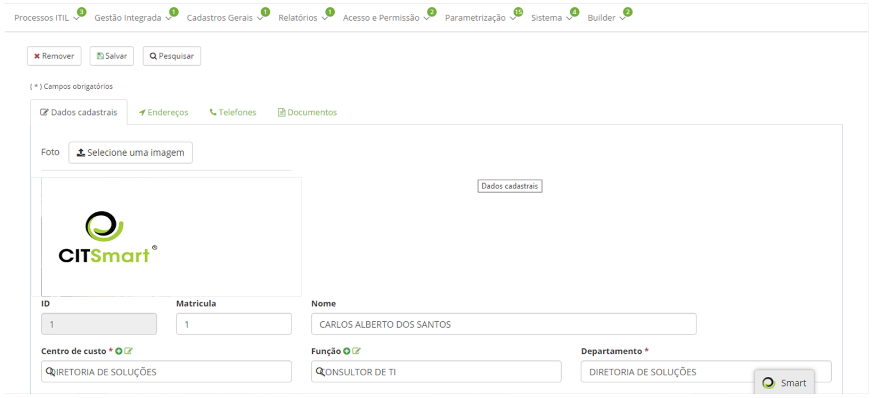 Processos ITIL 3 Gestão Integrada 1 Cadastros Gerais 1 Relatórios 1 Acesso e Permissão 2 Parametrização 15 Sistema 4 Builder 2
Remover Salvar Pesquisar
( * ) Campos obrigatórios
Dados cadastrais Endereços Telefones Documentos
Foto Selecione uma imagem
Dados cadastrais
CITSmart®
ID Matricula Nome
1 1 CARLOS ALBERTO DOS SANTOS
Centro de custo * Função Departamento *
DIRETORIA DE SOLUÇÕES CONSULTOR DE TI DIRETORIA DE SOLUÇÕES
Smart